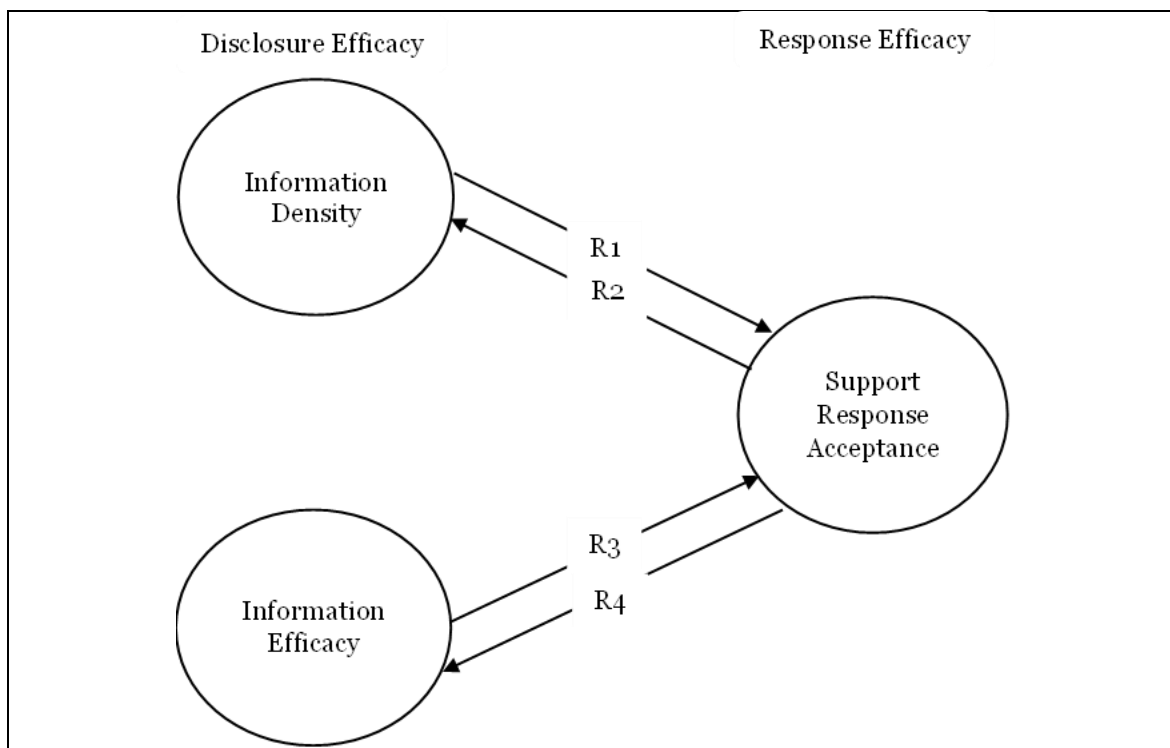 Disclosure Efficacy
Response Efficacy
Information
Density
R1
R2
Support
Response
Acceptance
R3
R4
Information
Efficacy